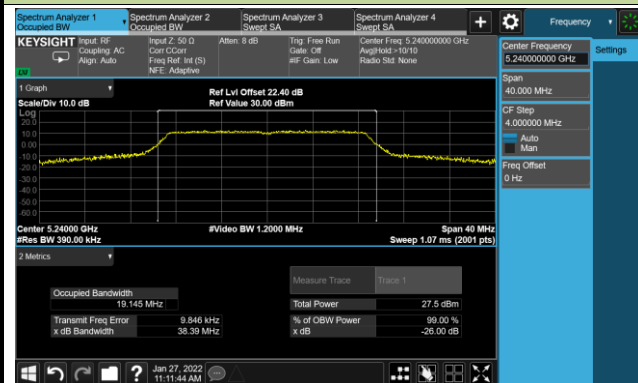 Spectrum Analyzer 1
Occupied BW
Spectrum Analyzer 2
Occupied BW
Spectrum Analyzer 3
Swept SA
Spectrum Analyzer 4
Swept SA
+
Frequency
KEYSIGHT
Input: RF
Coupling: AC
Align: Auto
Input Z: 50 Ω
Corr CCorr
Freq Ref: Int (S)
NFE: Adaptive
Atten: 8 dB
Trig: Free Run
Gate: Off
#IF Gain: Low
Center Freq: 5.240000000 GHz
Avg|Hold:>10/10
Radio Std: None
LXI
Center Frequency
5.240000000 GHz
Settings
Span
40.000 MHz
CF Step
4.000000 MHz
Auto
Man
Freq Offset
0 Hz
1 Graph
Scale/Div 10.0 dB
Ref Lvl Offset 22.40 dB
Ref Value 30.00 dBm
Log
20.0
10.0
0.00
-10.0
-20.0
-30.0
-40.0
-50.0
-60.0
Center 5.24000 GHz
#Res BW 390.00 kHz
#Video BW 1.2000 MHz
Span 40 MHz
Sweep 1.07 ms (2001 pts)
2 Metrics
Measure Trace
Trace 1
Occupied Bandwidth
19.145 MHz
Total Power
27.5 dBm
Transmit Freq Error
9.846 kHz
% of OBW Power
99.00 %
x dB Bandwidth
38.39 MHz
x dB
-26.00 dB
?
Jan 27, 2022
11:11:44 AM